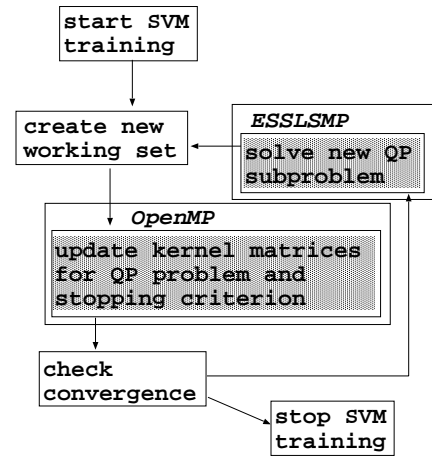 start SVM
training
create new
working set
ESSLSMP
solve new QP
subproblem
OpenMP
update kernel matrices
for QP problem and
stopping criterion
check
convergence
stop SVM
training